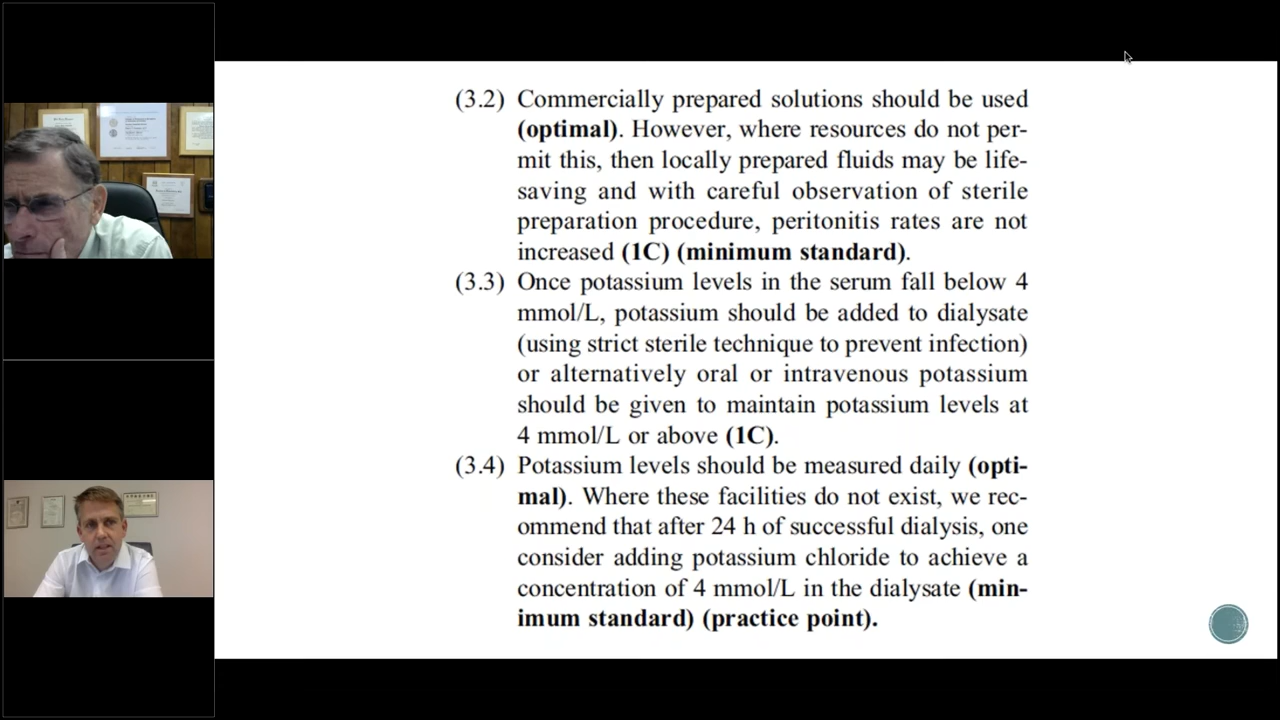 (3.2) Commercially prepared solutions should be used
(optimal). However, where resources do not per-
mit this, then locally prepared fluids may be life-
saving and with careful observation of sterile
preparation procedure, peritonitis rates are not
increased (1C) (minimum standard).
(3.3) Once potassium levels in the serum fall below 4
mmol/L, potassium should be added to dialysate
(using strict sterile technique to prevent infection)
or alternatively oral or intravenous potassium
should be given to maintain potassium levels at
4 mmol/L or above (1C).
(3.4) Potassium levels should be measured daily (opti-
mal). Where these facilities do not exist, we rec-
ommend that after 24 h of successful dialysis, one
consider adding potassium chloride to achieve a
concentration of 4 mmol/L in the dialysate (min-
imum standard) (practice point).